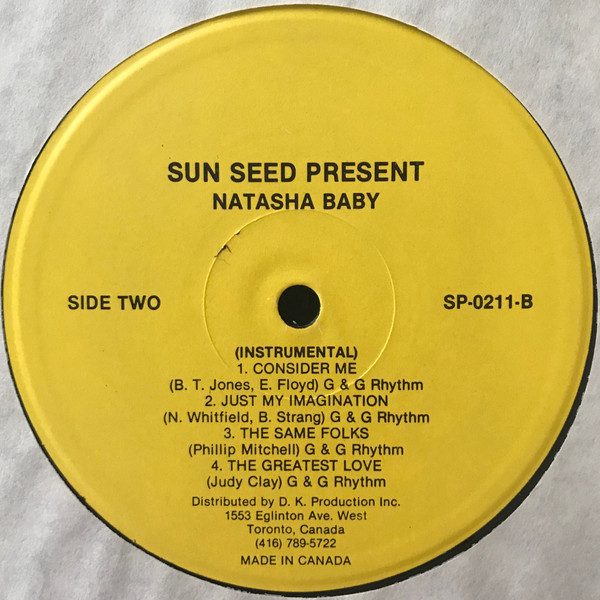 SUN SEED PRESENT
NATASHA BABY
SIDE TWO
SP-0211-B
(INSTRUMENTAL)
1. CONSIDER ME
(B. T. Jones, E. Floyd) G & G Rhythm
2. JUST MY IMAGINATION
(N. Whitfield, B. Strang) G & G Rhythm
3. THE SAME FOLKS
(Phillip Mitchell) G & G Rhythm
4. THE GREATEST LOVE
(Judy Clay) G & G Rhythm
Distributed by D. K. Production Inc.
1553 Eglinton Ave. West
Toronto, Canada
(416) 789-5722
MADE IN CANADA